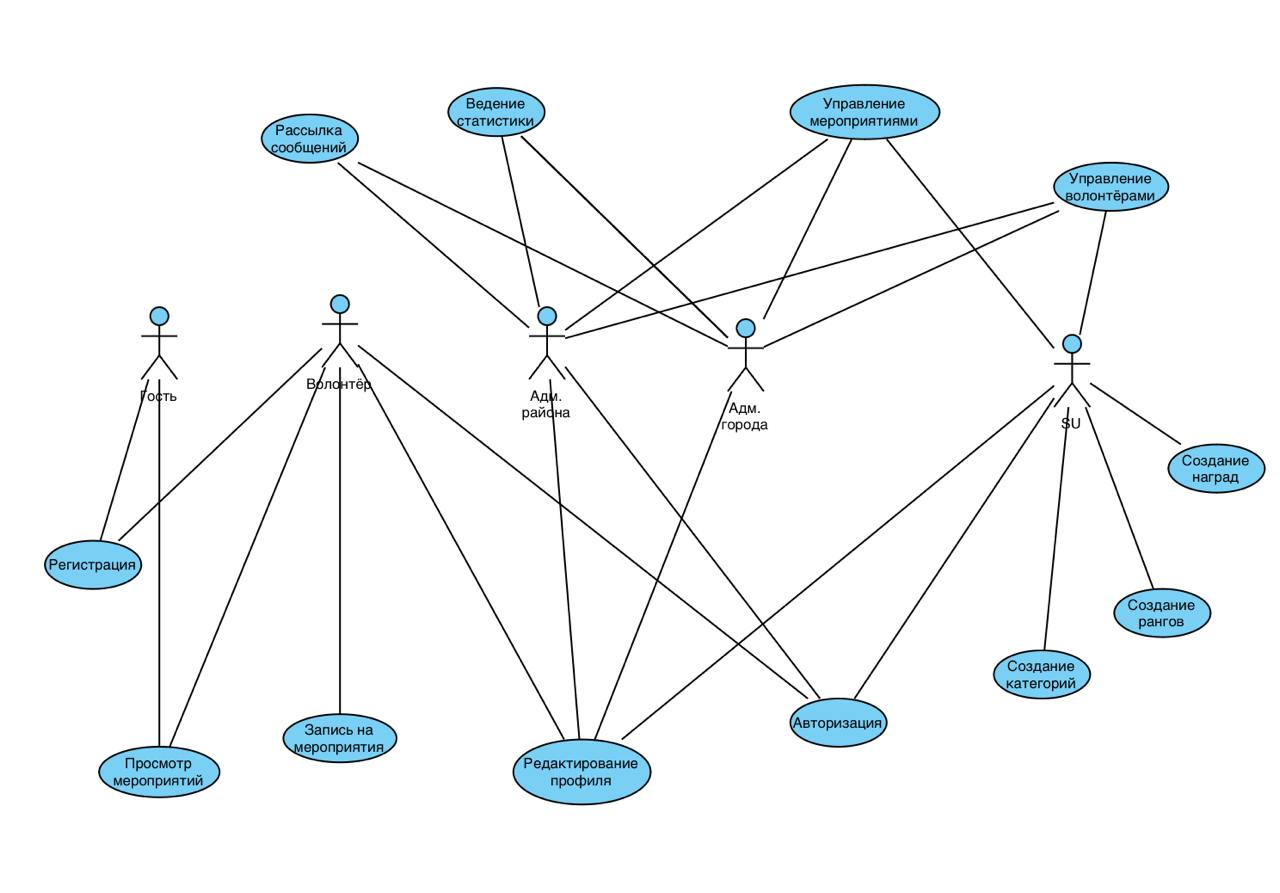 Рассылка
сообщений
Ведение
статистики
Управление
мероприятиями
Управление
волонтёрами
Гость
Волонтёр
Адм.
района
Адм.
города
SU
Создание
наград
Регистрация
Создание
рангов
Создание
категорий
Просмотр
мероприятий
Запись на
мероприятия
Редактирование
профиля
Авторизация